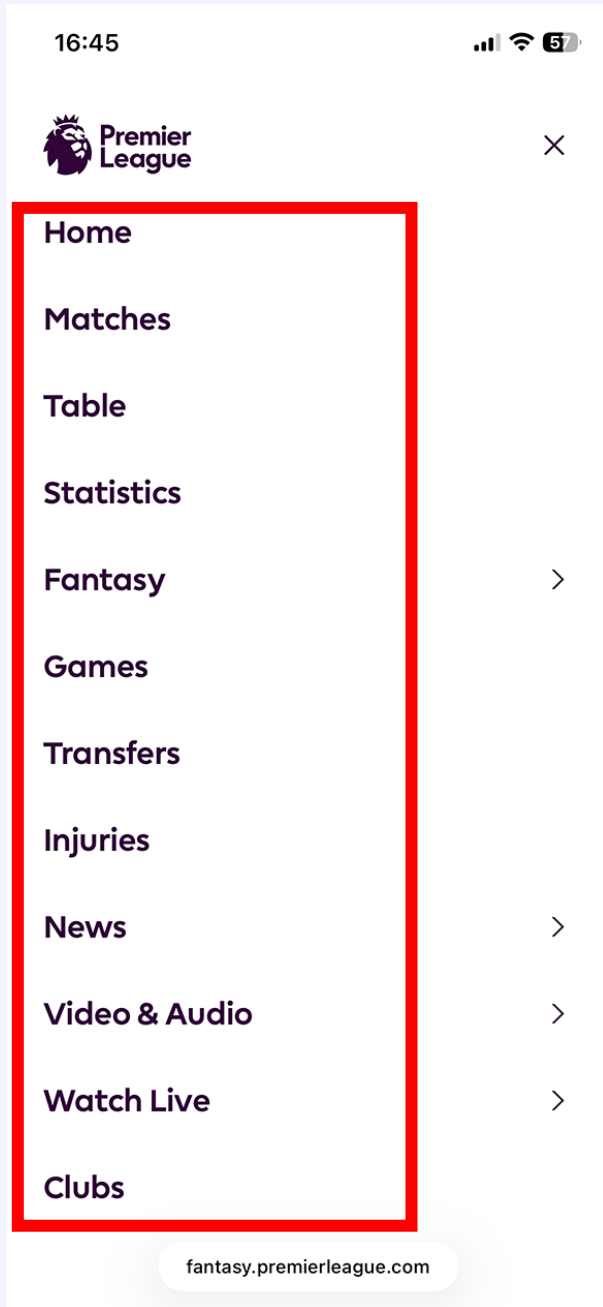 16:45
57
Premier
League
Home
Matches
Table
Statistics
Fantasy
Games
Transfers
Injuries
News
Video & Audio
Watch Live
Clubs
fantasy.premierleague.com